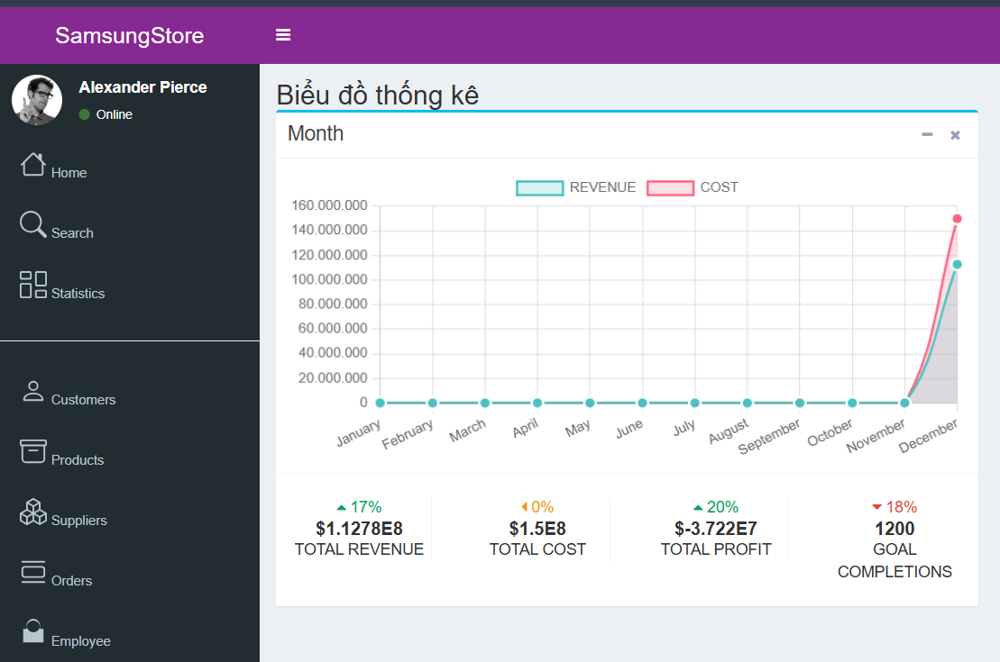 SamsungStore
Alexander Pierce
Online
Home
Search
Statistics
Customers
Products
Suppliers
Orders
Employee
Biểu đồ thống kê
Month
REVENUE COST
160.000.000
140.000.000
120.000.000
100.000.000
80.000.000
60.000.000
40.000.000
20.000.000
0
January February March April May June July August September October November December
17%
$1.1278E8
TOTAL REVENUE
0%
$1.5E8
TOTAL COST
20%
$-3.722E7
TOTAL PROFIT
18%
1200
GOAL
COMPLETIONS